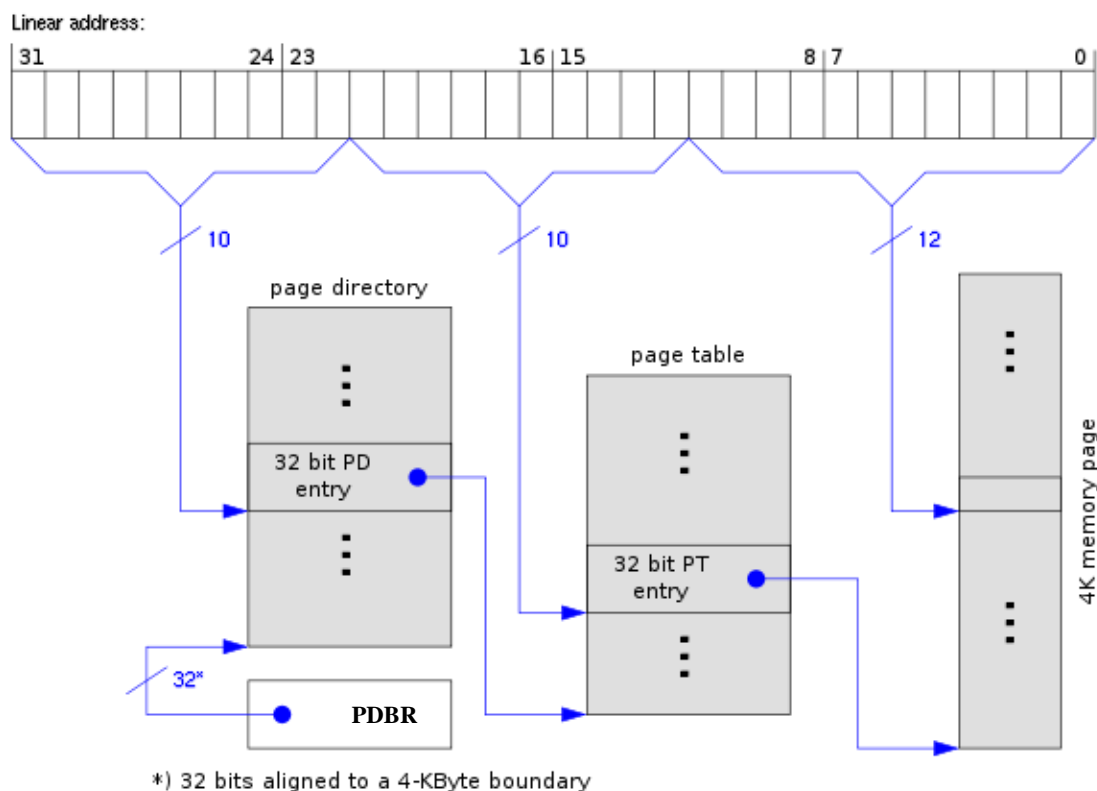 Linear address:
31 24 23 16 15 8 7 0
10 10 12
page directory
page table
32 bit PD
entry
32 bit PT
entry
4K memory page
32*
PDBR
*) 32 bits aligned to a 4-KByte boundary